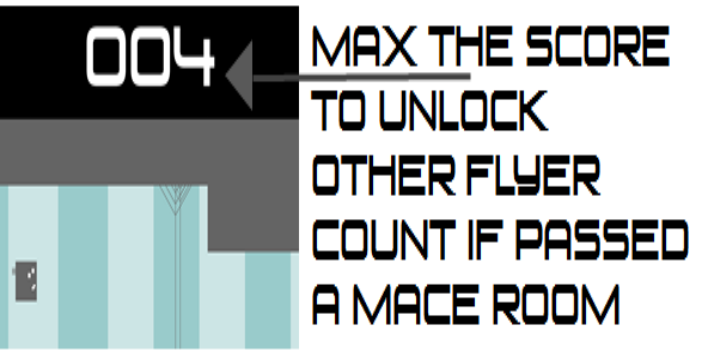 004
MAX THE SCORE
TO UNLOCK
OTHER FLYER
COUNT IF PASSED
A MACE ROOM